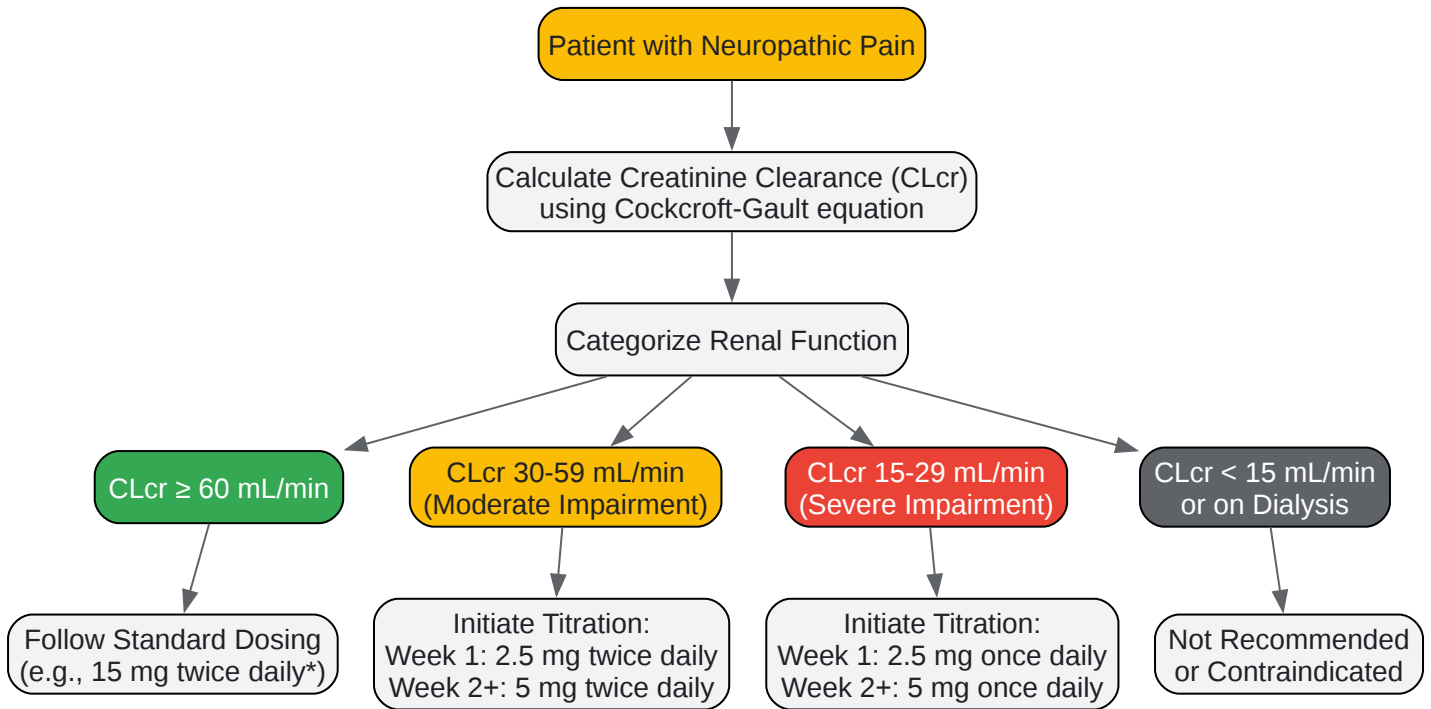 Patient with Neuropathic Pain
Calculate Creatinine Clearance (CLcr)
using Cockcroft-Gault equation
Categorize Renal Function
CLcr ≥ 60 mL/min
CLcr 30-59 mL/min
(Moderate Impairment)
CLcr 15-29 mL/min
(Severe Impairment)
CLcr < 15 mL/min
or on Dialysis
Follow Standard Dosing
(e.g., 15 mg twice daily*)
Initiate Titration:
Week 1: 2.5 mg twice daily
Week 2+: 5 mg twice daily
Initiate Titration:
Week 1: 2.5 mg once daily
Week 2+: 5 mg once daily
Not Recommended
or Contraindicated